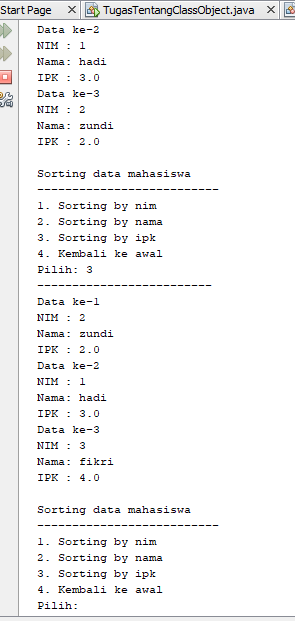 Start Page
TugasTentangClassObject.java
Data ke-2
NIM : 1
Nama: hadi
IPK : 3.0
Data ke-3
NIM : 2
Nama: zundi
IPK : 2.0
Sorting data mahasiswa
--------------------------
1. Sorting by nim
2. Sorting by nama
3. Sorting by ipk
4. Kembali ke awal
Pilih: 3
-------------------------
Data ke-1
NIM : 2
Nama: zundi
IPK : 2.0
Data ke-2
NIM : 1
Nama: hadi
IPK : 3.0
Data ke-3
NIM : 3
Nama: fikri
IPK : 4.0
Sorting data mahasiswa
--------------------------
1. Sorting by nim
2. Sorting by nama
3. Sorting by ipk
4. Kembali ke awal
Pilih: